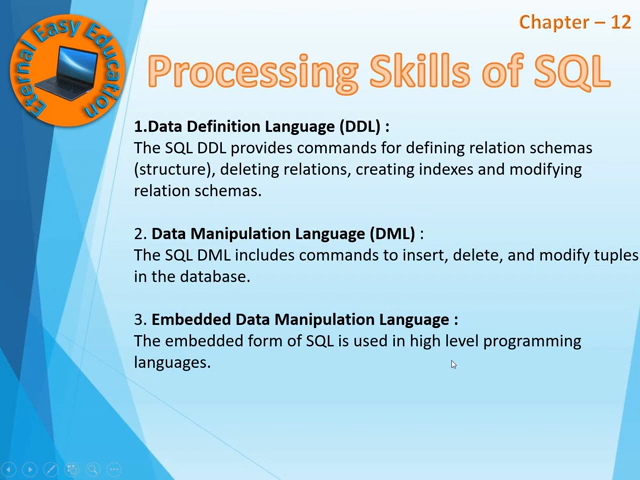 Chapter – 12
Eternal Easy Education
Processing Skills of SQL
1.Data Definition Language (DDL) :
The SQL DDL provides commands for defining relation schemas
(structure), deleting relations, creating indexes and modifying
relation schemas.
2. Data Manipulation Language (DML) :
The SQL DML includes commands to insert, delete, and modify tuples
in the database.
3. Embedded Data Manipulation Language :
The embedded form of SQL is used in high level programming
languages.